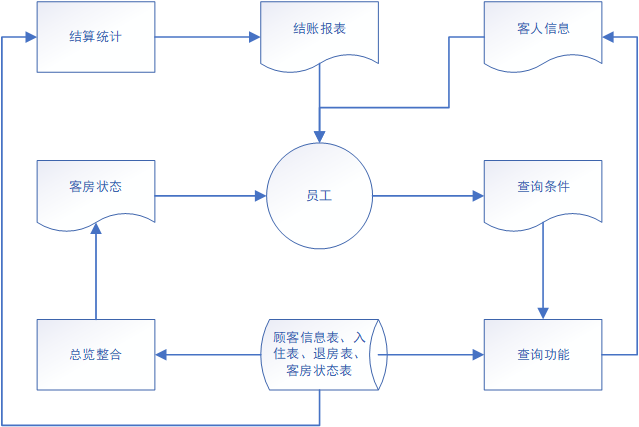 结算统计
结账报表
客人信息
客房状态
员工
查询条件
总览整合
顾客信息表、入
住表、退房表、
客房状态表
查询功能